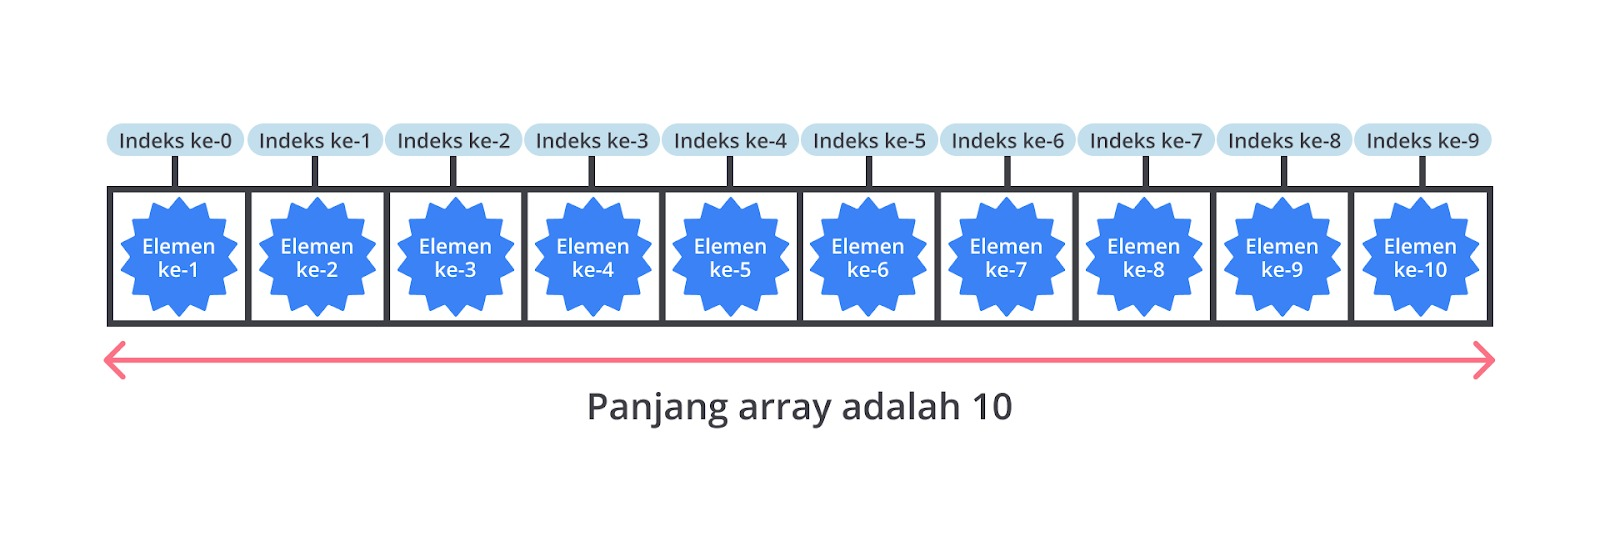 Indeks ke-0 Indeks ke-1 Indeks ke-2 Indeks ke-3 Indeks ke-4 Indeks ke-5 Indeks ke-6 Indeks ke-7 Indeks ke-8 Indeks ke-9
Elemen Elemen Elemen Elemen Elemen Elemen Elemen Elemen Elemen Elemen
ke-1 ke-2 ke-3 ke-4 ke-5 ke-6 ke-7 ke-8 ke-9 ke-10
Panjang array adalah 10